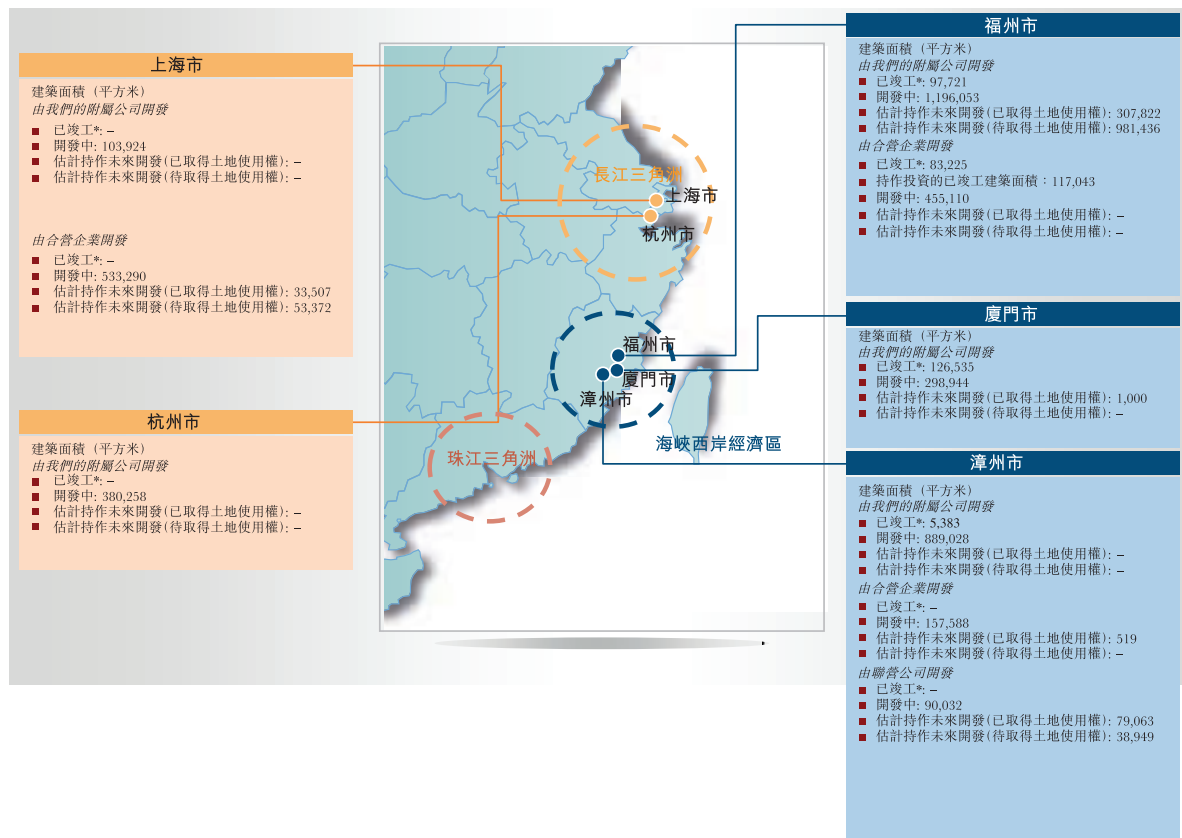 上海市
建築面積（平方米）
由我們的附屬公司開發
已竣工*: –
開發中: 103,924
估計持作未來開發(已取得土地使用權): –
估計持作未來開發(待取得土地使用權): –
由合營企業開發
已竣工*: –
開發中: 533,290
估計持作未來開發(已取得土地使用權): 33,507
估計持作未來開發(待取得土地使用權): 53,372
杭州市
建築面積（平方米）
由我們的附屬公司開發
已竣工*: –
開發中: 380,258
估計持作未來開發(已取得土地使用權): –
估計持作未來開發(待取得土地使用權): –
長江三角洲
上海市
杭州市
福州市
廈門市
漳州市
海峽西岸經濟區
珠江三角洲
福州市
建築面積（平方米）
由我們的附屬公司開發
已竣工*: 97,721
開發中: 1,196,053
估計持作未來開發(已取得土地使用權): 307,822
估計持作未來開發(待取得土地使用權): 981,436
由合營企業開發
已竣工*: 83,225
持作投資的已竣工建築面積：117,043
開發中: 455,110
估計持作未來開發(已取得土地使用權): –
估計持作未來開發(待取得土地使用權): –
廈門市
建築面積（平方米）
由我們的附屬公司開發
已竣工*: 126,535
開發中: 298,944
估計持作未來開發(已取得土地使用權): 1,000
估計持作未來開發(待取得土地使用權): –
漳州市
建築面積（平方米）
由我們的附屬公司開發
已竣工*: 5,383
開發中: 889,028
估計持作未來開發(已取得土地使用權): –
估計持作未來開發(待取得土地使用權): –
由合營企業開發
已竣工*: –
開發中: 157,588
估計持作未來開發(已取得土地使用權): 519
估計持作未來開發(待取得土地使用權): –
由聯營公司開發
已竣工*: –
開發中: 90,032
估計持作未來開發(已取得土地使用權): 79,063
估計持作未來開發(待取得土地使用權): 38,949